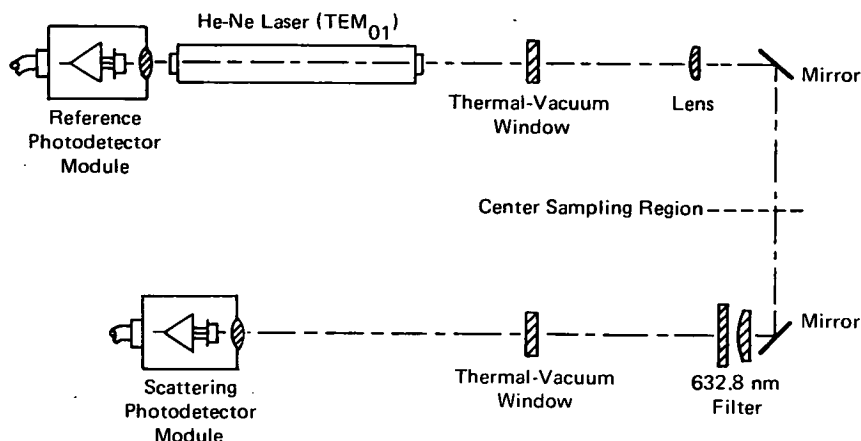 He-Ne Laser (TEM01)
Mirror
Thermal-Vacuum
Window
Lens
Reference
Photodetector
Module
Center Sampling Region
Mirror
Thermal-Vacuum
Window
632.8 nm
Filter
Scattering
Photodetector
Module